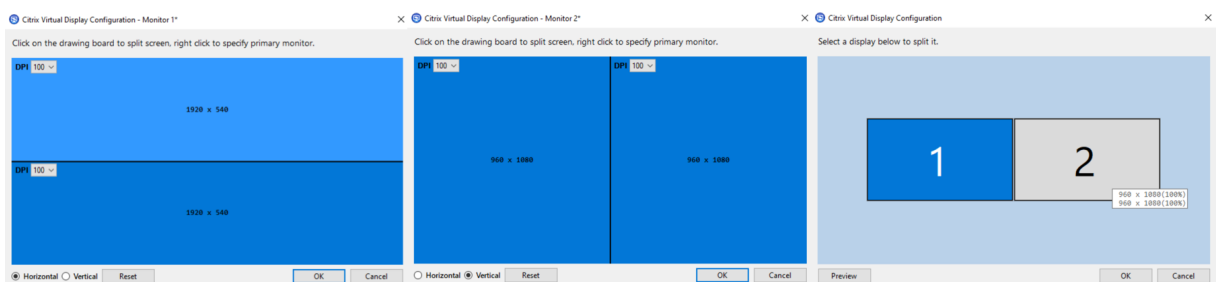 Citrix Virtual Display Configuration - Monitor 1*
Click on the drawing board to split screen, right click to specify primary monitor.
DPI 100
1920 x 540
DPI 100
1920 x 540
Horizontal Vertical Reset OK Cancel
Citrix Virtual Display Configuration - Monitor 2*
Click on the drawing board to split screen, right click to specify primary monitor.
DPI 100 DPI 100
960 x 1080 960 x 1080
Horizontal Vertical Reset OK Cancel
Citrix Virtual Display Configuration
Select a display below to split it.
1 2
960 x 1080(100%)
960 x 1080(100%)
Preview OK Cancel